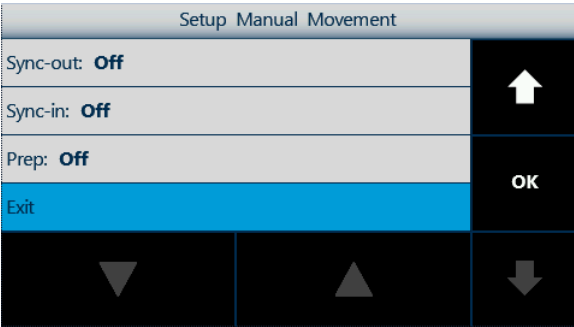 Setup Manual Movement
Sync-out: Off
Sync-in: Off
Prep: Off
OK
Exit